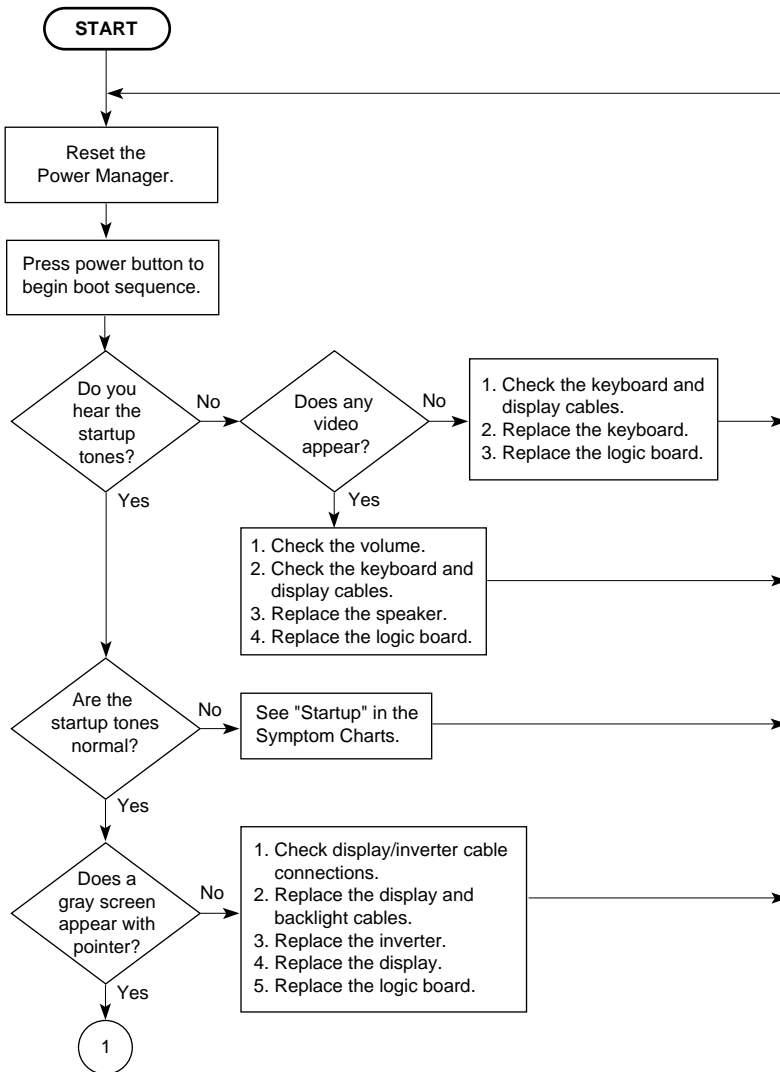 START
Reset the
Power Manager.
Press power button to
begin boot sequence.
Do you
hear the
startup
tones?
No
Does any
video
appear?
No
1. Check the keyboard and
display cables.
2. Replace the keyboard.
3. Replace the logic board.
Yes
Yes
1. Check the volume.
2. Check the keyboard and
display cables.
3. Replace the speaker.
4. Replace the logic board.
Are the
startup tones
normal?
No
See "Startup" in the
Symptom Charts.
Yes
Does a
gray screen
appear with
pointer?
No
1. Check display/inverter cable
connections.
2. Replace the display and
backlight cables.
3. Replace the inverter.
4. Replace the display.
5. Replace the logic board.
Yes
1